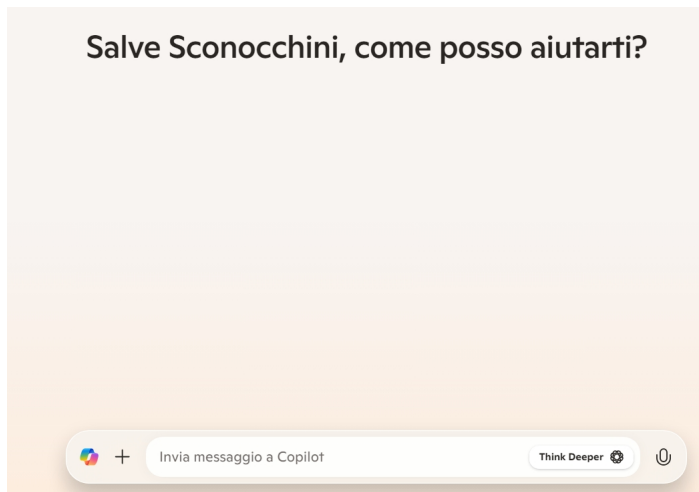 Salve Sconocchini, come posso aiutarti?
Invia messaggio a Copilot
Think Deeper